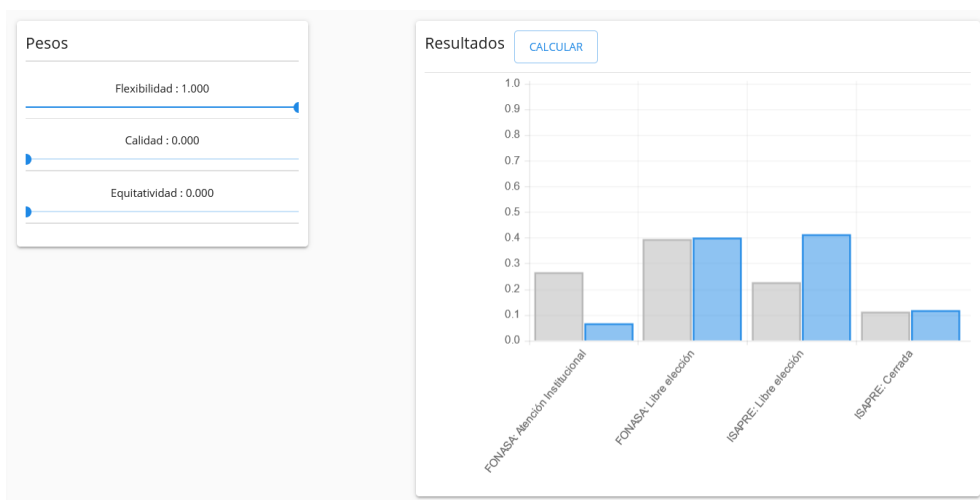 Pesos
Flexibilidad : 1.000
Calidad : 0.000
Equitatividad : 0.000
Resultados
CALCULAR
1.0
0.9
0.8
0.7
0.6
0.5
0.4
0.3
0.2
0.1
0.0
FONASA: Atención Institucional
FONASA: Libre elección
ISAPRE: Libre elección
ISAPRE: Cerrada